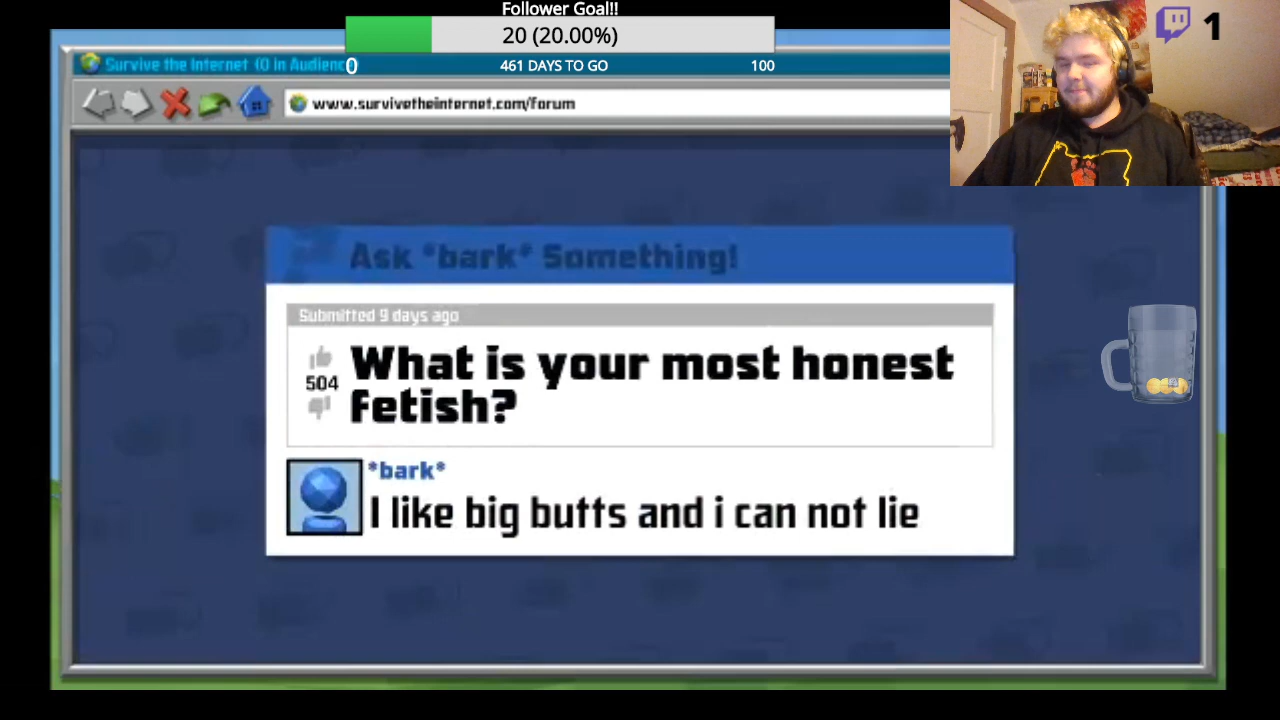 Follower Goal!!
20 (20.00%)
1
Survive the Internet (0 in Audienc
0
461 DAYS TO GO
100
www.survivetheinternet.com/forum
Ask *bark* Something!
Submitted 9 days ago
504
What is your most honest
fetish?
*bark*
I like big butts and i can not lie